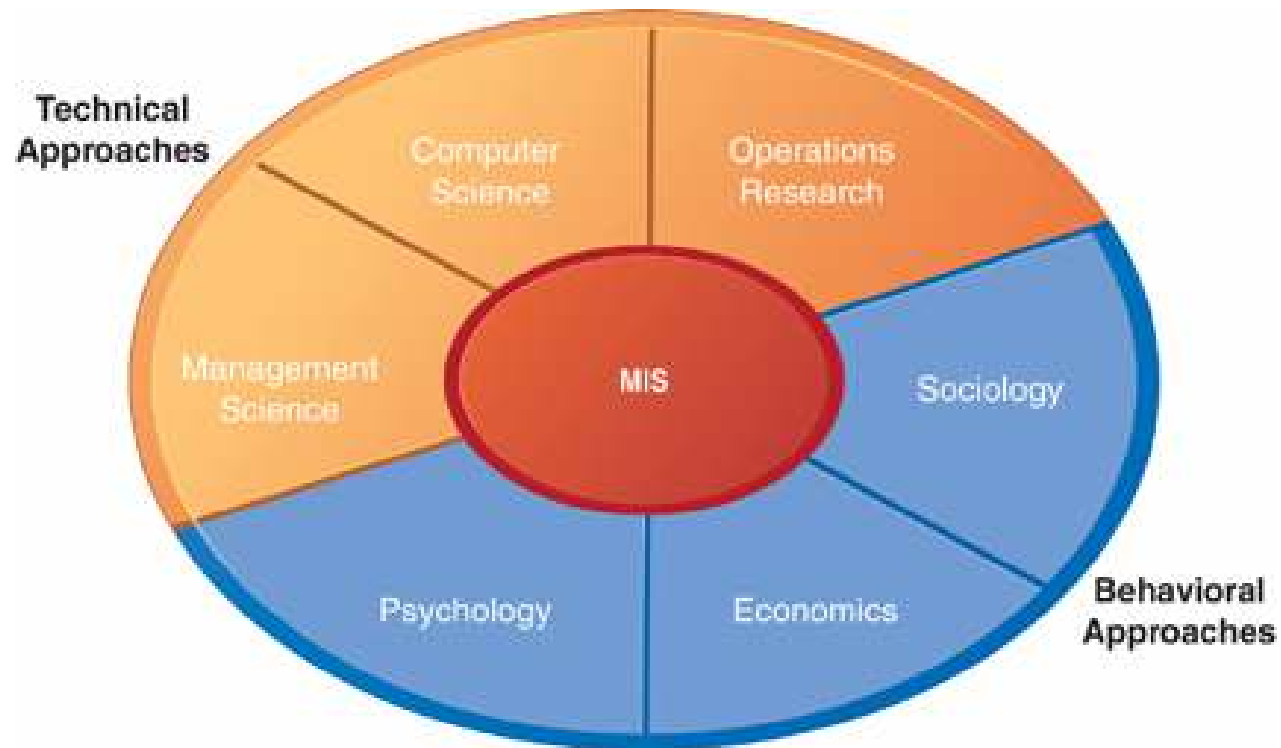 Technical
Approaches
Computer
Science
Operations
Research
Management
Science
MIS
Sociology
Psychology
Economics
Behavioral
Approaches